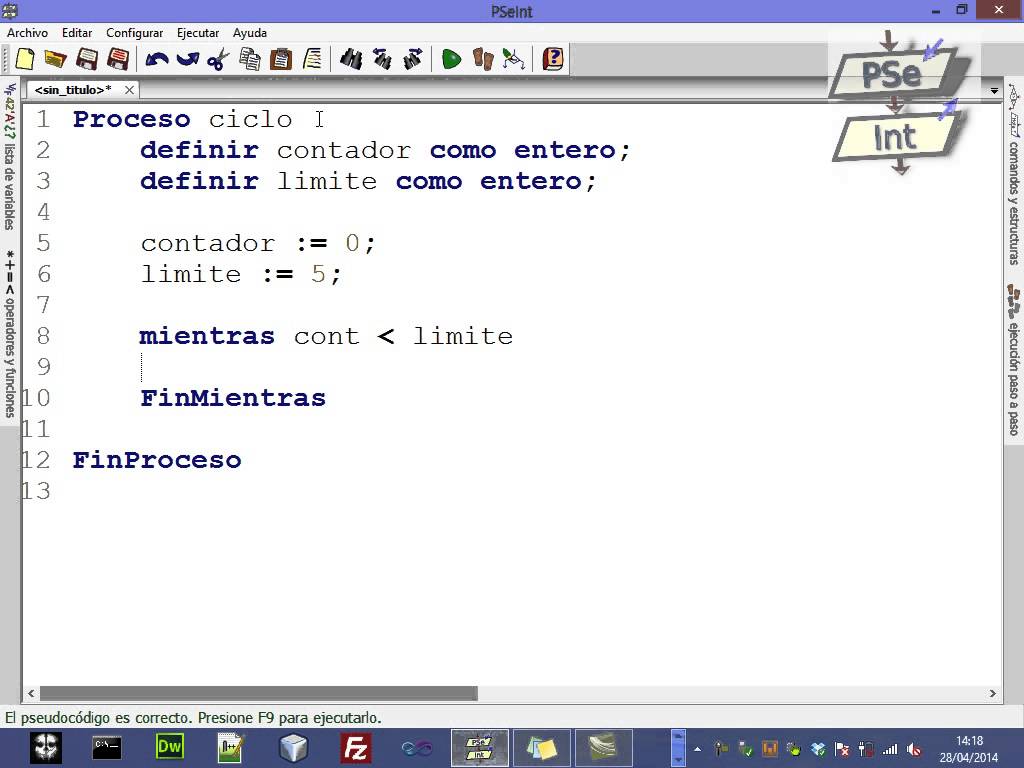 PSeInt
Archivo Editar Configurar Ejecutar Ayuda
<sin_titulo>*
PSe
Int
1 Proceso ciclo
2 definir contador como entero;
3 definir limite como entero;
4
5 contador := 0;
6 limite := 5;
7
8 mientras cont < limite
9
10 FinMientras
11
12 FinProceso
13
lista de variables
*+=< operadores y funciones
comandos y estructuras
ejecución paso a paso
El pseudocódigo es correcto. Presione F9 para ejecutarlo.
C:\
Dw
FZ
PSe
Int
14:18
28/04/2014